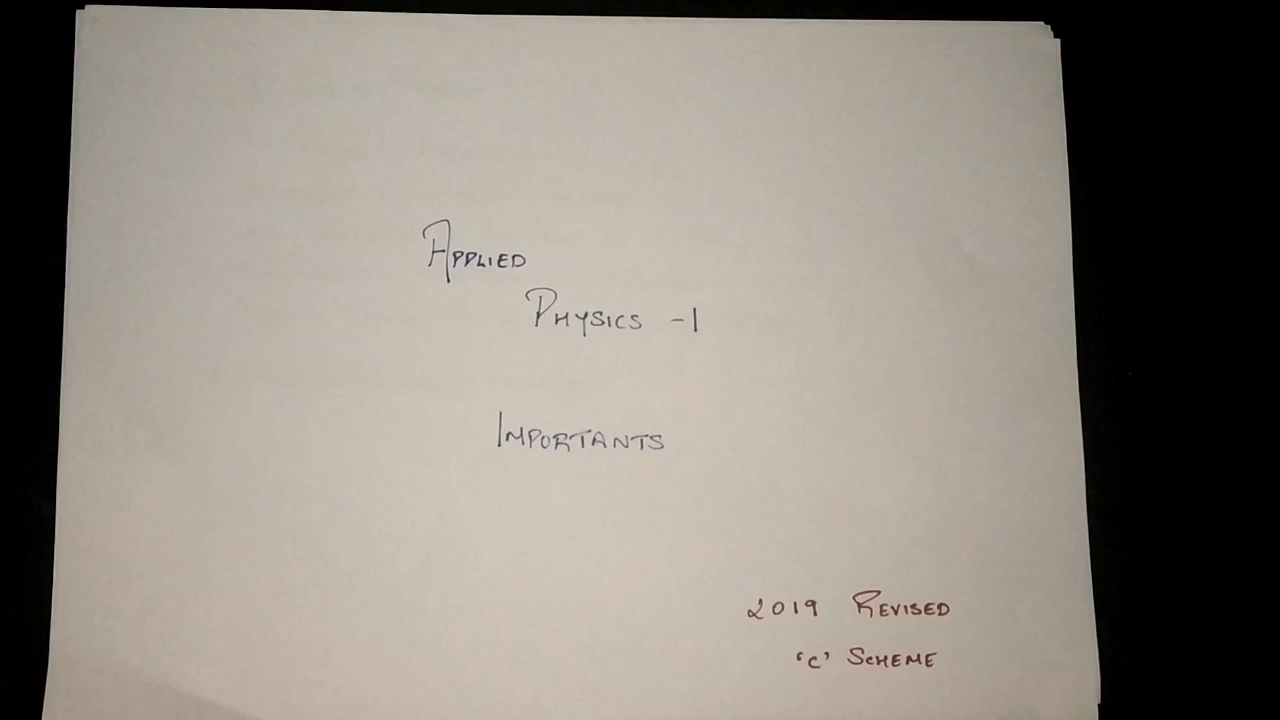 APPLIED
PHYSICS -1
IMPORTANTS
2019 REVISED
'C' SCHEME